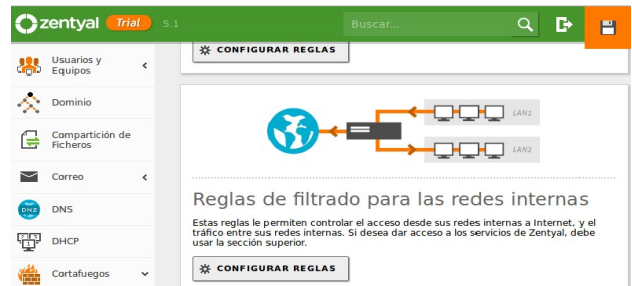 zentyal Trial 5.1 Buscar...
CONFIGURAR REGLAS
Usuarios y
Equipos
Dominio
Compartición de
Ficheros
Correo
DNS
DHCP
Cortafuegos
LAN1
LAN2
Reglas de filtrado para las redes internas
Estas reglas le permiten controlar el acceso desde sus redes internas a Internet, y el
tráfico entre sus redes internas. Si desea dar acceso a los servicios de Zentyal, debe
usar la sección superior.
CONFIGURAR REGLAS